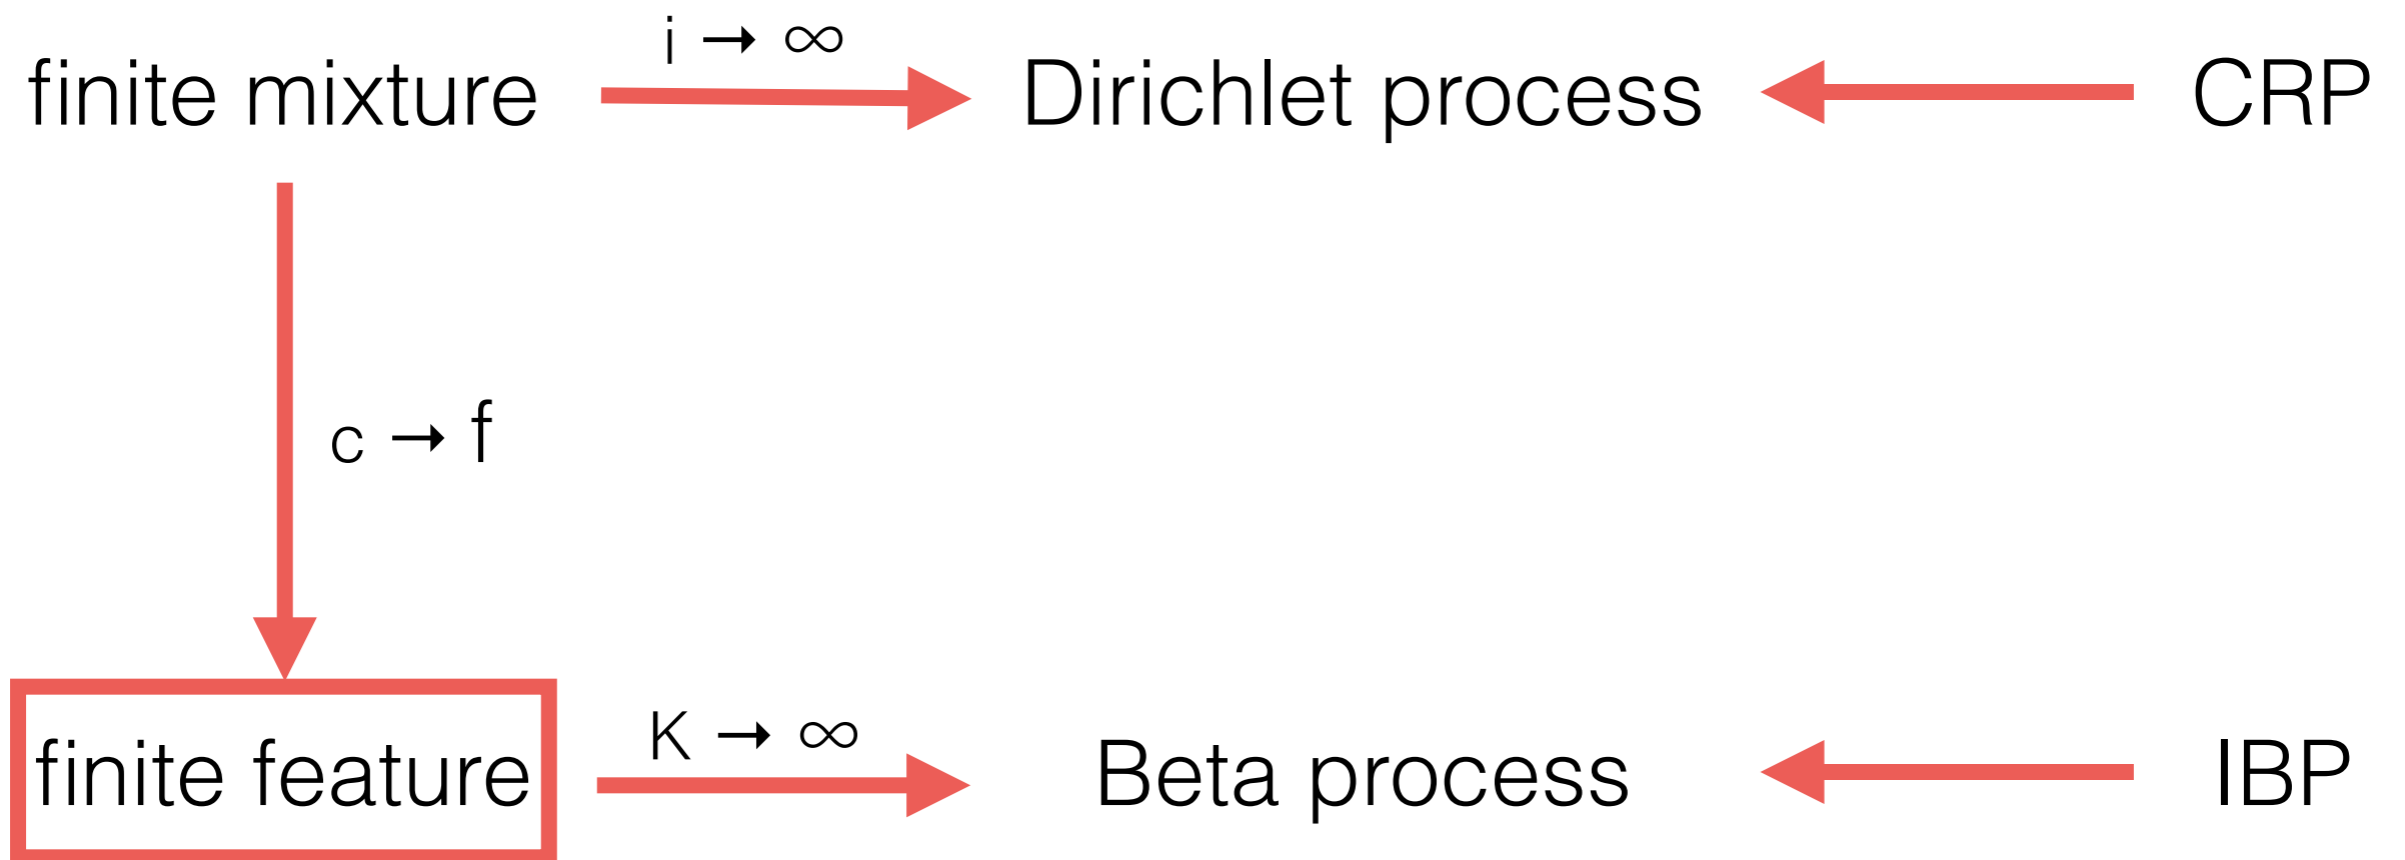 i → ∞
finite mixture
Dirichlet process
CRP
c → f
K → ∞
finite feature
Beta process
IBP